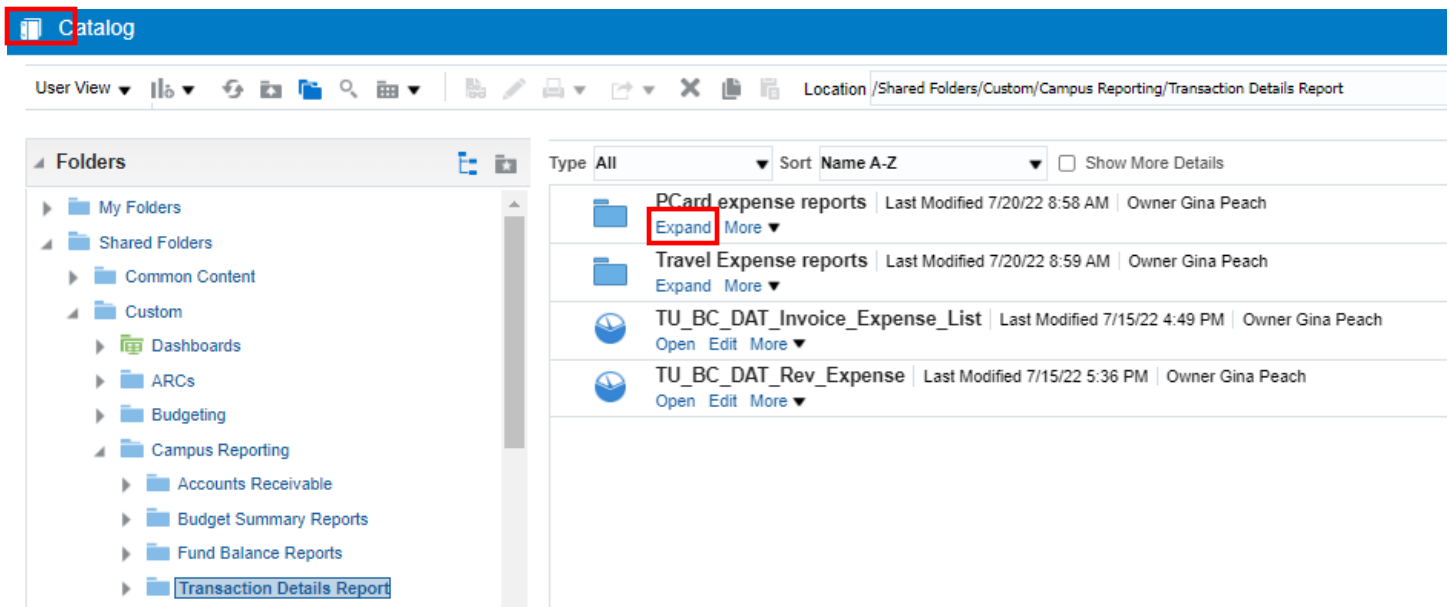 Catalog
User View Location /Shared Folders/Custom/Campus Reporting/Transaction Details Report
Folders
My Folders
Shared Folders
Common Content
Custom
Dashboards
ARCs
Budgeting
Campus Reporting
Accounts Receivable
Budget Summary Reports
Fund Balance Reports
Transaction Details Report
Type All Sort Name A-Z Show More Details
PCard expense reports Last Modified 7/20/22 8:58 AM Owner Gina Peach
Expand More
Travel Expense reports Last Modified 7/20/22 8:59 AM Owner Gina Peach
Expand More
TU_BC_DAT_Invoice_Expense_List Last Modified 7/15/22 4:49 PM Owner Gina Peach
Open Edit More
TU_BC_DAT_Rev_Expense Last Modified 7/15/22 5:36 PM Owner Gina Peach
Open Edit More